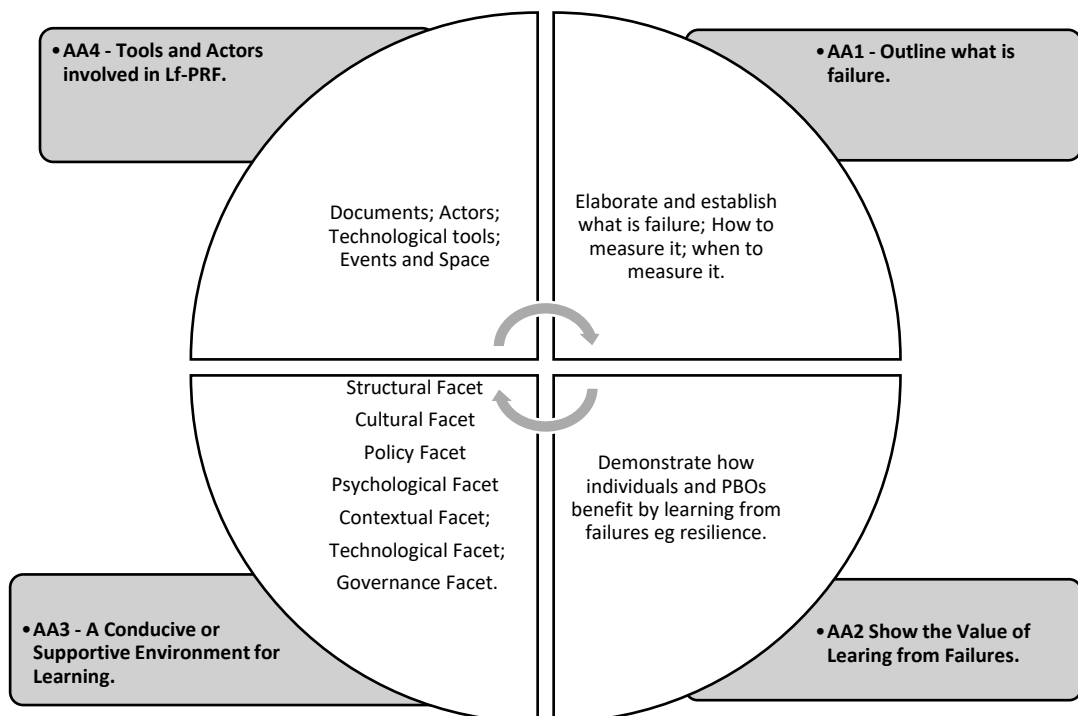 •AA4 - Tools and Actors
involved in Lf-PRF.
•AA1 - Outline what is
failure.
Documents; Actors;
Technological tools;
Events and Space
Elaborate and establish
what is failure; How to
measure it; when to
measure it.
Structural Facet
Cultural Facet
Policy Facet
Psychological Facet
Contextual Facet;
Technological Facet;
Governance Facet.
Demonstrate how
individuals and PBOs
benefit by learning from
failures eg resilience.
•AA3 - A Conducive or
Supportive Environment for
Learning.
•AA2 Show the Value of
Learing from Failures.